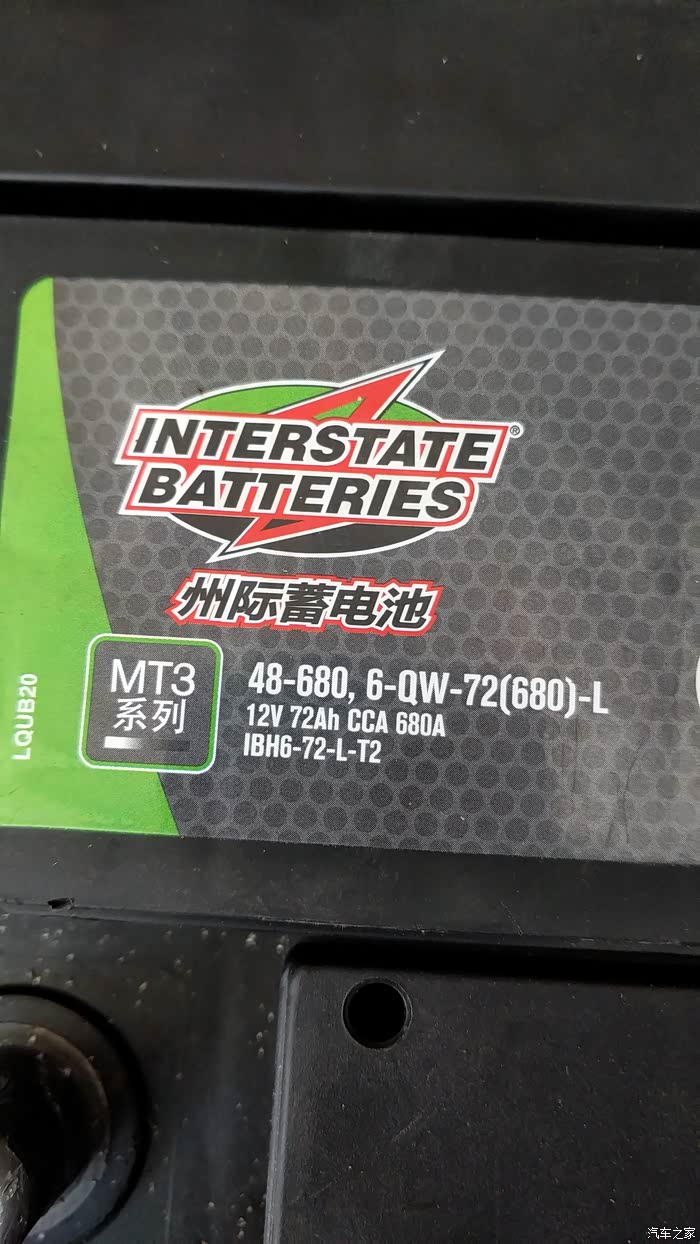 INTERSTATE®
BATTERIES
州际蓄电池
MT3
系列
48-680, 6-QW-72(680)-L
12V 72Ah CCA 680A
IBH6-72-L-T2
LQUB20
汽车之家